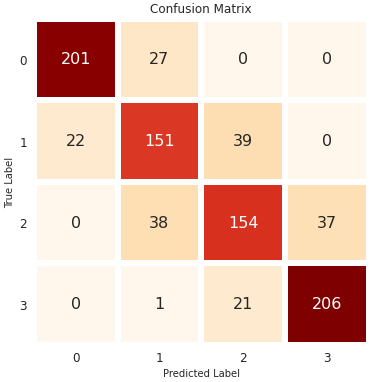 Confusion Matrix
True Label
0 201 27 0 0
1 22 151 39 0
2 0 38 154 37
3 0 1 21 206
0 1 2 3
Predicted Label